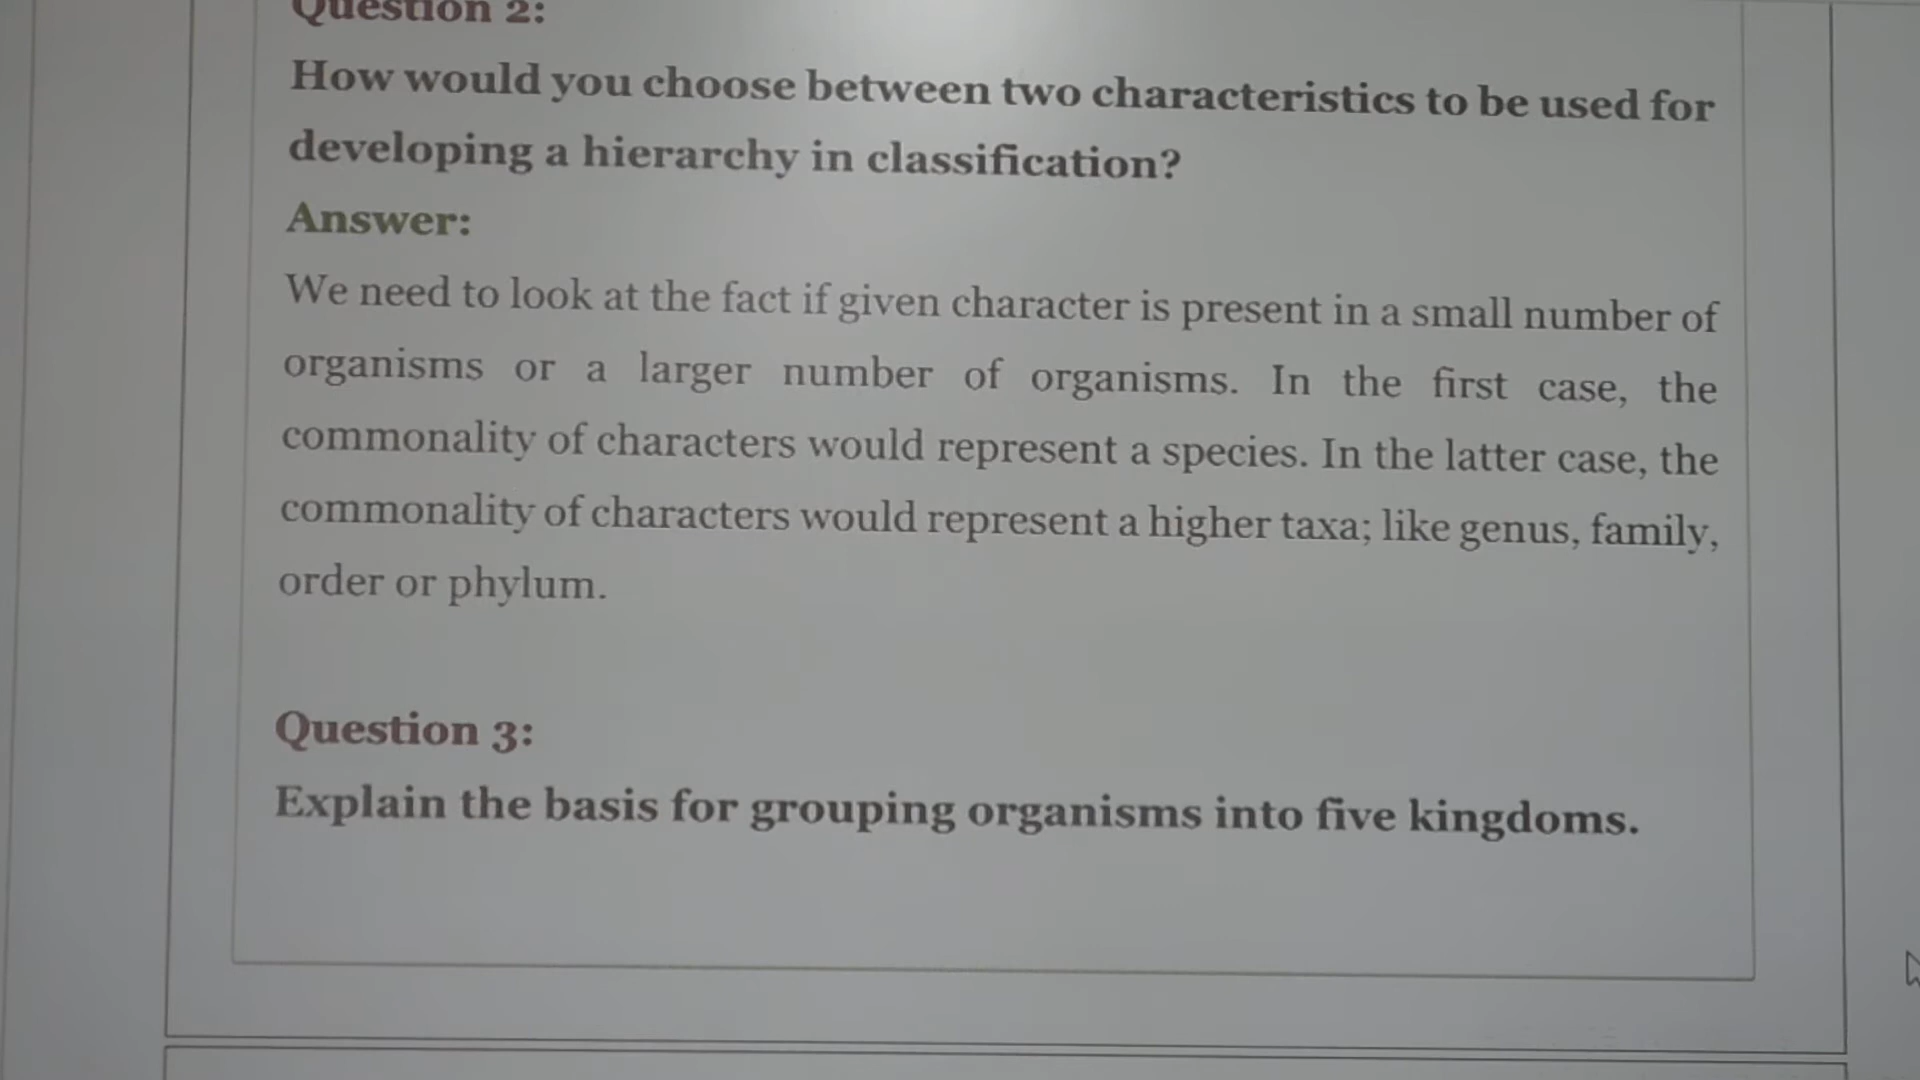 Question 2:
How would you choose between two characteristics to be used for
developing a hierarchy in classification?
Answer:
We need to look at the fact if given character is present in a small number of
organisms or a larger number of organisms. In the first case, the
commonality of characters would represent a species. In the latter case, the
commonality of characters would represent a higher taxa; like genus, family,
order or phylum.
Question 3:
Explain the basis for grouping organisms into five kingdoms.